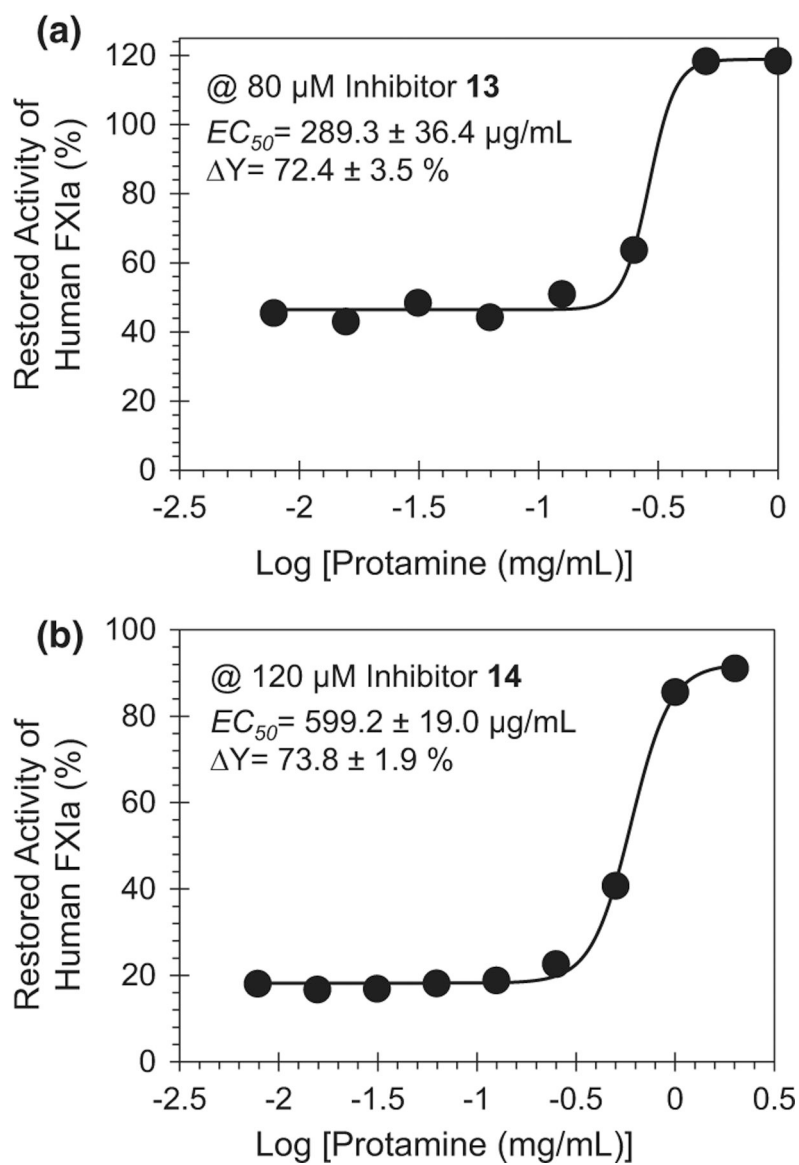 (a)
Restored Activity of
Human FXIa (%)
120
100
80
60
40
20
0
@ 80 µM Inhibitor 13
EC50= 289.3 ± 36.4 µg/mL
ΔY= 72.4 ± 3.5 %
-2.5 -2 -1.5 -1 -0.5 0
Log [Protamine (mg/mL)]
(b)
Restored Activity of
Human FXIa (%)
100
80
60
40
20
0
@ 120 µM Inhibitor 14
EC50= 599.2 ± 19.0 µg/mL
ΔY= 73.8 ± 1.9 %
-2.5 -2 -1.5 -1 -0.5 0 0.5
Log [Protamine (mg/mL)]